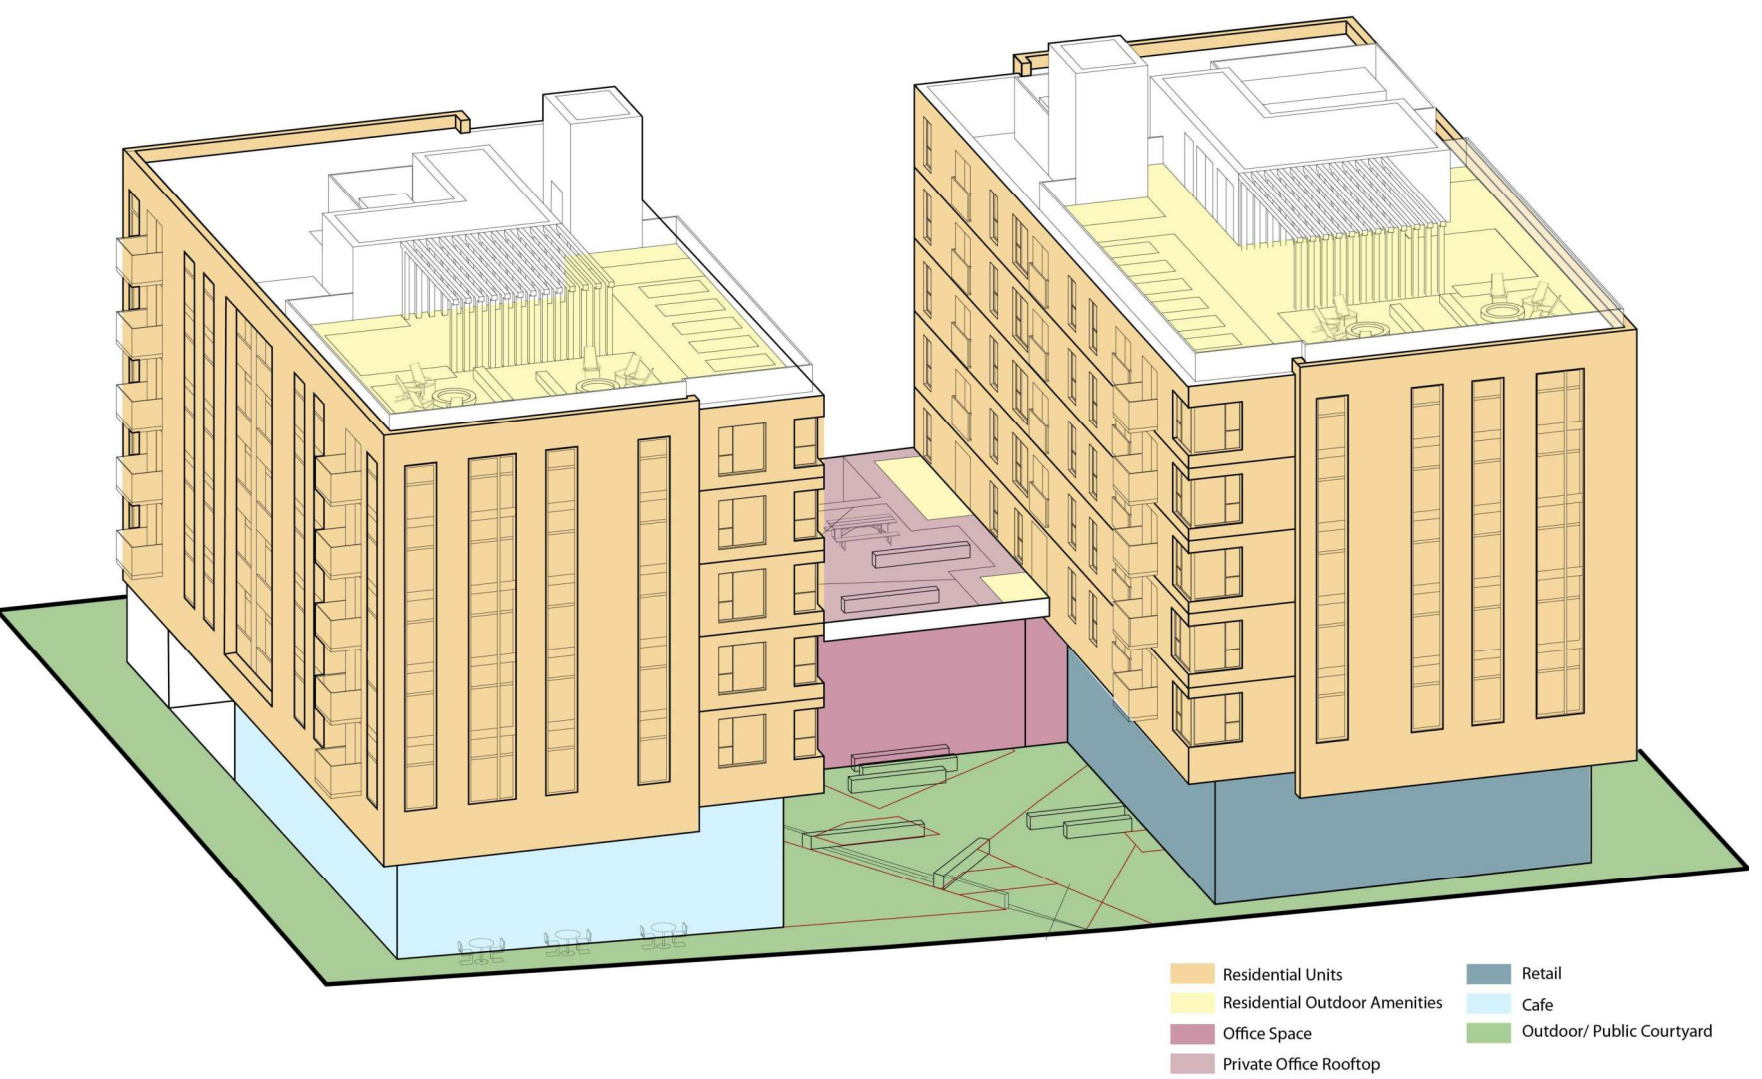 Residential Units
Residential Outdoor Amenities
Office Space
Private Office Rooftop
Retail
Cafe
Outdoor/ Public Courtyard